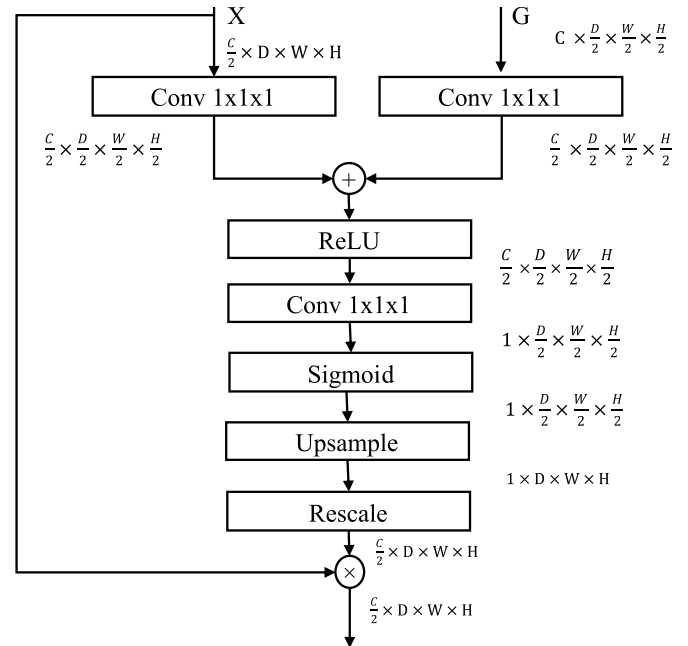 X
G
C/2 × D × W × H
C × D/2 × W/2 × H/2
Conv 1x1x1
Conv 1x1x1
C/2 × D/2 × W/2 × H/2
C/2 × D/2 × W/2 × H/2
+
ReLU
C/2 × D/2 × W/2 × H/2
Conv 1x1x1
1 × D/2 × W/2 × H/2
Sigmoid
1 × D/2 × W/2 × H/2
Upsample
1 × D × W × H
Rescale
C/2 × D × W × H
×
C/2 × D × W × H